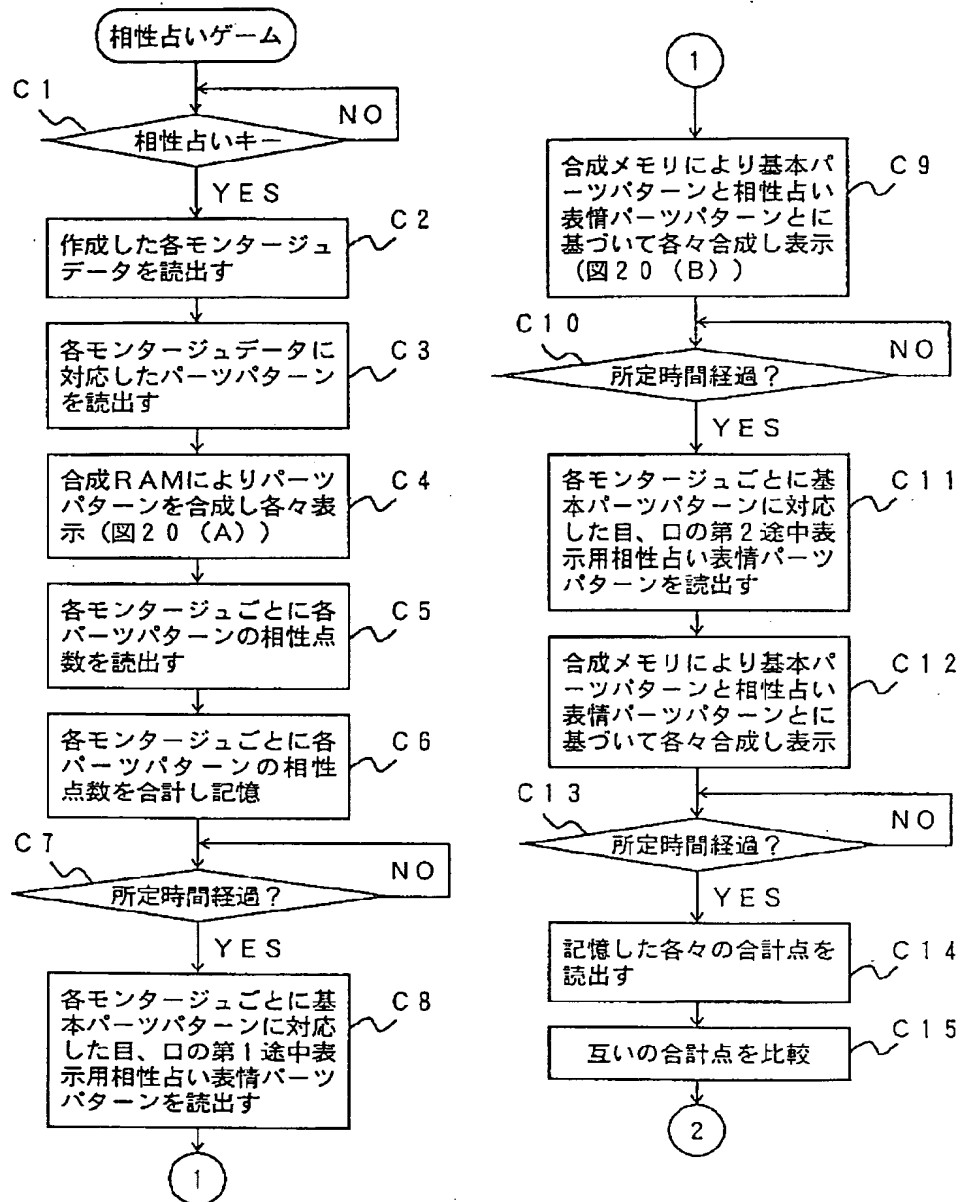 相性占いゲーム
C1
NO
相性占いキー
YES
C2
作成した各モンタージュ
データを読出す
C3
各モンタージュデータに
対応したパーツパターン
を読出す
C4
合成RAMによりパーツ
パターンを合成し各々表
示(図20(A))
C5
各モンタージュごとに各
パーツパターンの相性点
数を読出す
C6
各モンタージュごとに各
パーツパターンの相性
点数を合計し記憶
C7
NO
所定時間経過?
YES
C8
各モンタージュごとに基
本パーツパターンに対応
した目、口の第1途中表
示用相性占い表情パーツ
パターンを読出す
1
1
C9
合成メモリにより基本パ
ーツパターンと相性占い
表情パーツパターンとに
基づいて各々合成し表示
(図20(B))
C10
NO
所定時間経過?
YES
C11
各モンタージュごとに基
本パーツパターンに対応
した目、口の第2途中表
示用相性占い表情パーツ
パターンを読出す
C12
合成メモリにより基本パ
ーツパターンと相性占い
表情パーツパターンとに
基づいて各々合成し表示
C13
NO
所定時間経過?
YES
C14
記憶した各々の合計点を
読出す
C15
互いの合計点を比較
2